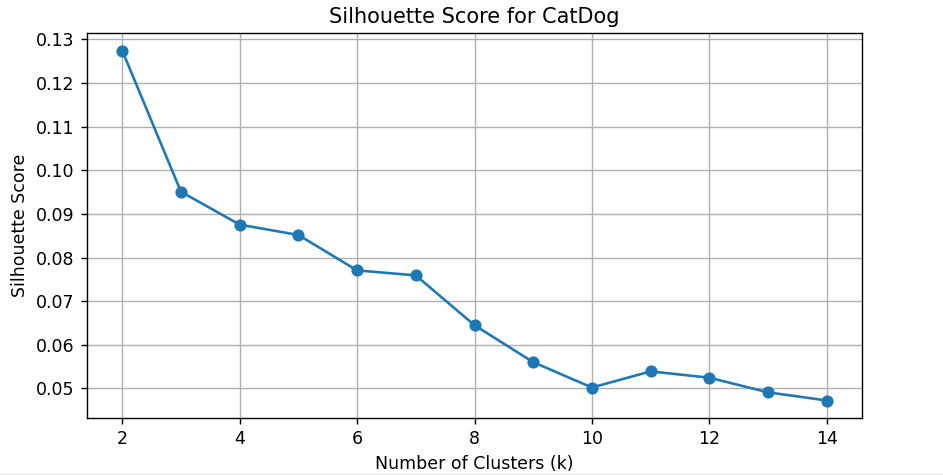 Silhouette Score for CatDog
Silhouette Score
0.13
0.12
0.11
0.10
0.09
0.08
0.07
0.06
0.05
2 4 6 8 10 12 14
Number of Clusters (k)